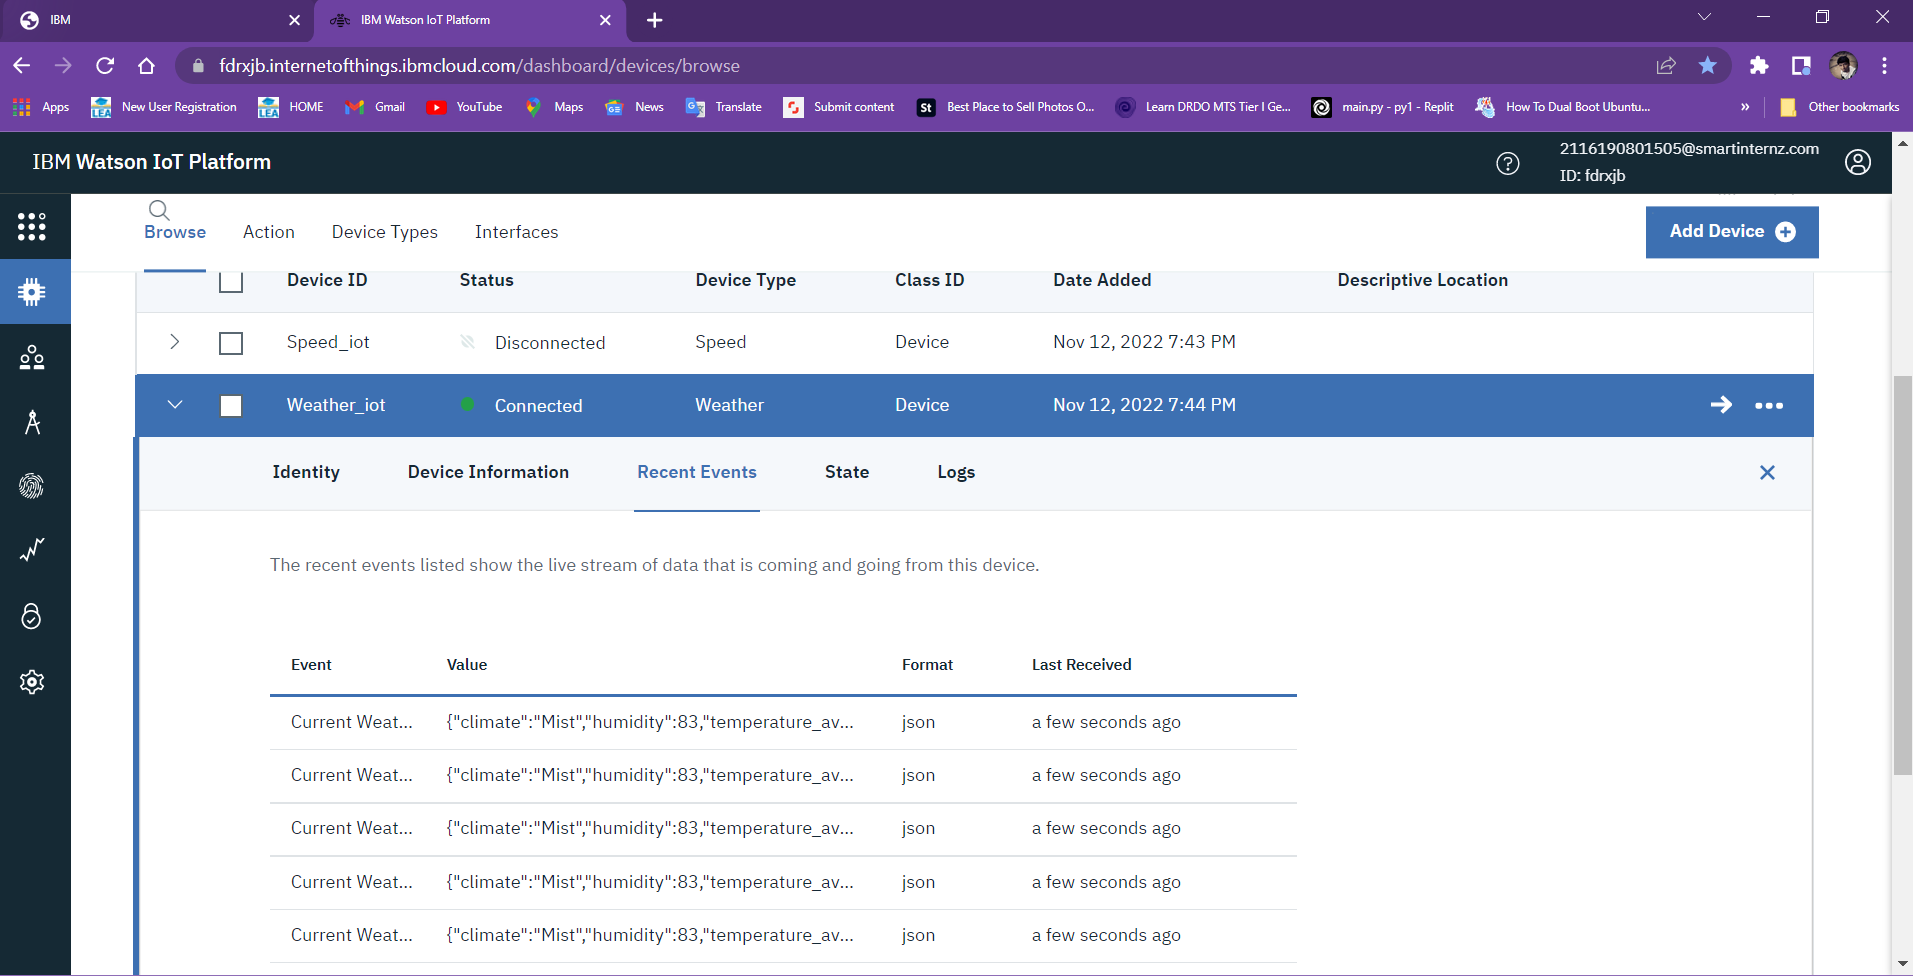 IBM
IBM Watson IoT Platform
fdrxjb.internetofthings.ibmcloud.com/dashboard/devices/browse
Apps
New User Registration
HOME
Gmail
YouTube
Maps
News
Translate
Submit content
St
Best Place to Sell Photos O...
Learn DRDO MTS Tier I Ge...
main.py - py1 - Replit
How To Dual Boot Ubuntu...
»
Other bookmarks
IBM Watson IoT Platform
2116190801505@smartinternz.com
ID: fdrxjb
Browse
Action
Device Types
Interfaces
Add Device
Device ID Status Device Type Class ID Date Added Descriptive Location
Speed_iot Disconnected Speed Device Nov 12, 2022 7:43 PM
Weather_iot Connected Weather Device Nov 12, 2022 7:44 PM
Identity
Device Information
Recent Events
State
Logs
The recent events listed show the live stream of data that is coming and going from this device.
Event Value Format Last Received
Current Weat... {"climate":"Mist","humidity":83,"temperature_av... json a few seconds ago
Current Weat... {"climate":"Mist","humidity":83,"temperature_av... json a few seconds ago
Current Weat... {"climate":"Mist","humidity":83,"temperature_av... json a few seconds ago
Current Weat... {"climate":"Mist","humidity":83,"temperature_av... json a few seconds ago
Current Weat... {"climate":"Mist","humidity":83,"temperature_av... json a few seconds ago